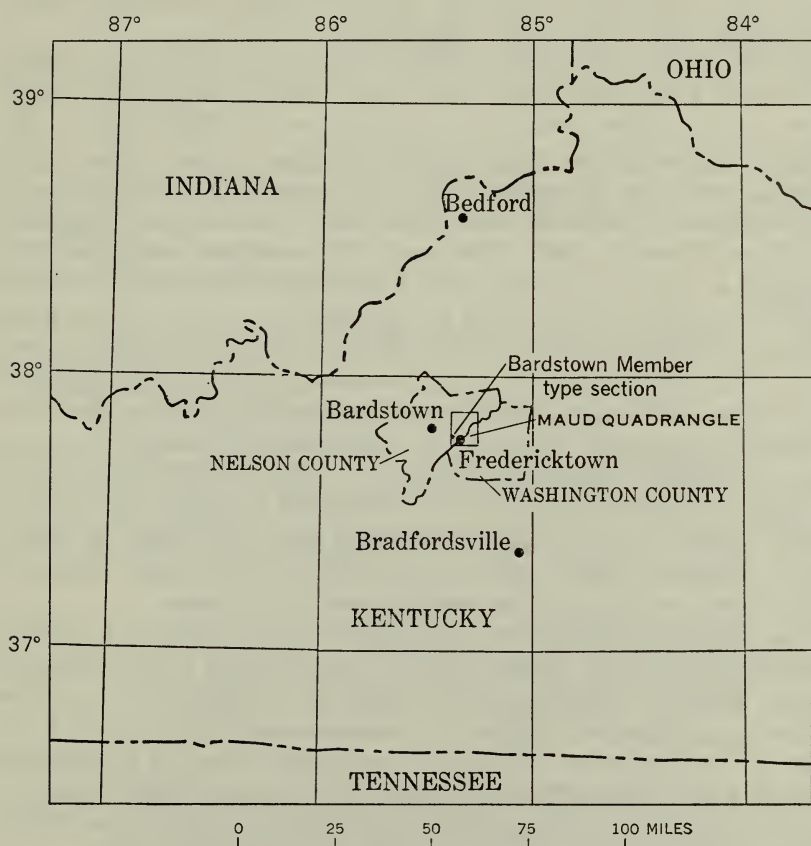 87° 86° 85° 84°
OHIO
39°
INDIANA
Bedford
38°
Bardstown Member
type section
Bardstown
MAUD QUADRANGLE
NELSON COUNTY
Fredericktown
WASHINGTON COUNTY
Bradfordsville
KENTUCKY
37°
TENNESSEE
0 25 50 75 100 MILES